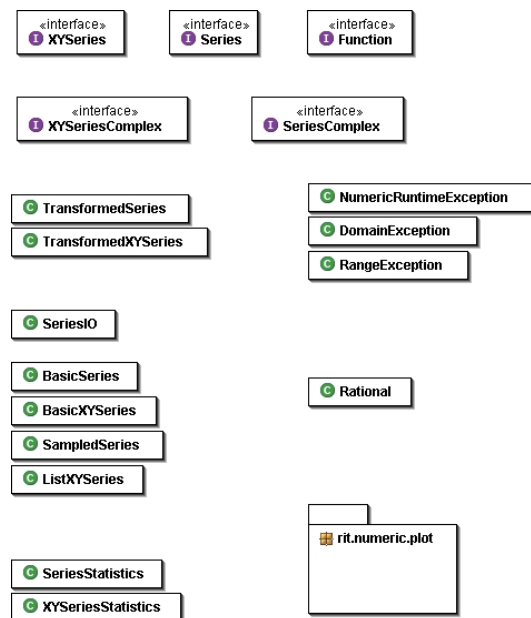 «interface»
I XYSeries
«interface»
I Series
«interface»
I Function
«interface»
I XYSeriesComplex
«interface»
I SeriesComplex
C TransformedSeries
C TransformedXYSeries
C NumericRuntimeException
C DomainException
C RangeException
C SeriesIO
C BasicSeries
C BasicXYSeries
C SampledSeries
C ListXYSeries
C Rational
rit.numeric.plot
C SeriesStatistics
C XYSeriesStatistics